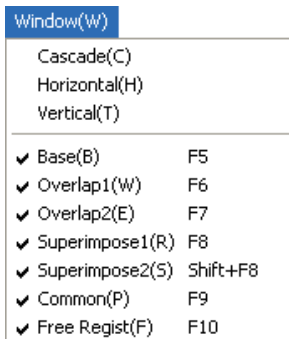 Window(W)
Cascade(C)
Horizontal(H)
Vertical(T)
Base(B) F5
Overlap1(W) F6
Overlap2(E) F7
Superimpose1(R) F8
Superimpose2(S) Shift+F8
Common(P) F9
Free Regist(F) F10